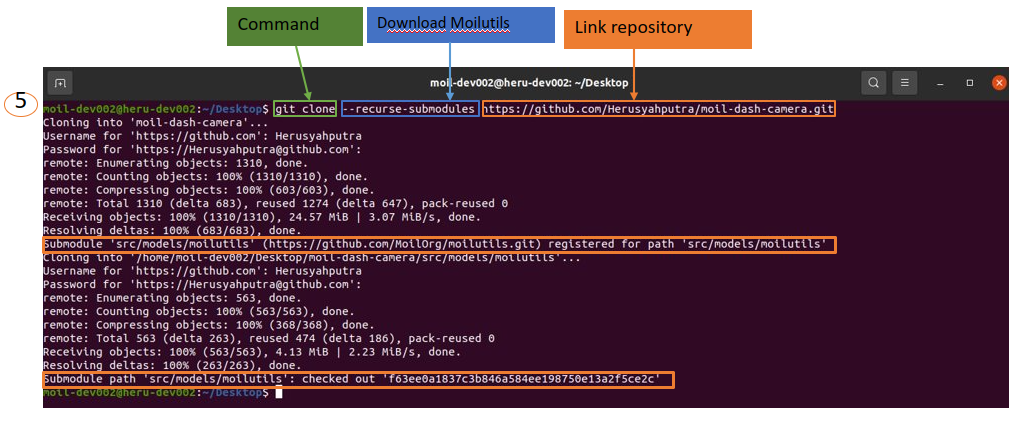 Command
Download Moilutils
Link repository
moil-dev002@heru-dev002: ~/Desktop
5
moil-dev002@heru-dev002:~/Desktop$ git clone --recurse-submodules https://github.com/Herusyahputra/moil-dash-camera.git
Cloning into 'moil-dash-camera'...
Username for 'https://github.com': Herusyahputra
Password for 'https://Herusyahputra@github.com':
remote: Enumerating objects: 1310, done.
remote: Counting objects: 100% (1310/1310), done.
remote: Compressing objects: 100% (603/603), done.
remote: Total 1310 (delta 683), reused 1274 (delta 647), pack-reused 0
Receiving objects: 100% (1310/1310), 24.57 MiB | 3.07 MiB/s, done.
Resolving deltas: 100% (683/683), done.
Submodule 'src/models/moilutils' (https://github.com/MoilOrg/moilutils.git) registered for path 'src/models/moilutils'
Cloning into '/home/moil-dev002/Desktop/moil-dash-camera/src/models/moilutils'...
Username for 'https://github.com': Herusyahputra
Password for 'https://Herusyahputra@github.com':
remote: Enumerating objects: 563, done.
remote: Counting objects: 100% (563/563), done.
remote: Compressing objects: 100% (368/368), done.
remote: Total 563 (delta 263), reused 474 (delta 186), pack-reused 0
Receiving objects: 100% (563/563), 4.13 MiB | 2.23 MiB/s, done.
Resolving deltas: 100% (263/263), done.
Submodule path 'src/models/moilutils': checked out 'f63ee0a1837c3b846a584ee198750e13a2f5ce2c'
moil-dev002@heru-dev002:~/Desktop$